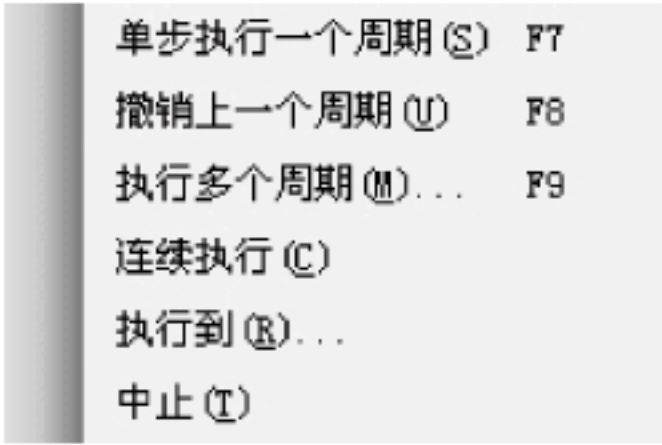 单步执行一个周期(S) F7
撤销上一个周期(U) F8
执行多个周期(M)... F9
连续执行(C)
执行到(R)...
中止(T)